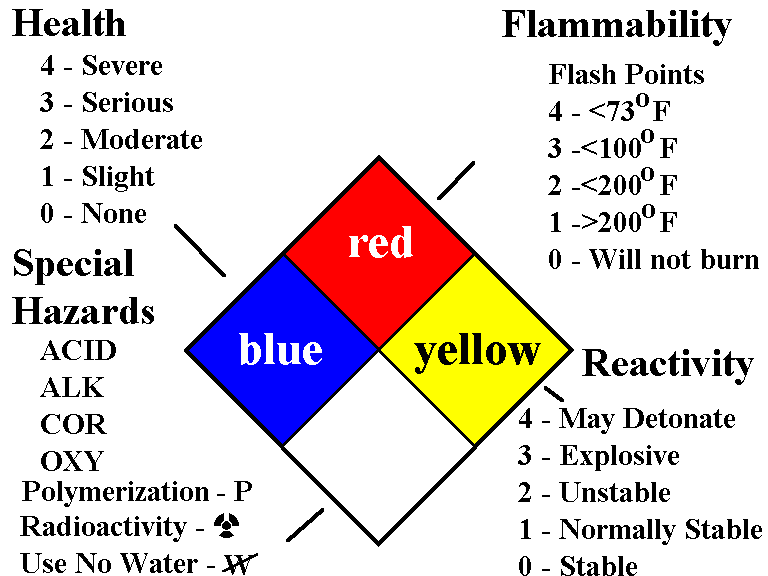 Health
4 - Severe
3 - Serious
2 - Moderate
1 - Slight
0 - None
Flammability
Flash Points
4 - <73°F
3 -<100°F
2 -<200°F
1 ->200°F
0 - Will not burn
red
blue
yellow
Special
Hazards
ACID
ALK
COR
OXY
Polymerization - P
Radioactivity - ☢
Use No Water - W̶
Reactivity
4 - May Detonate
3 - Explosive
2 - Unstable
1 - Normally Stable
0 - Stable